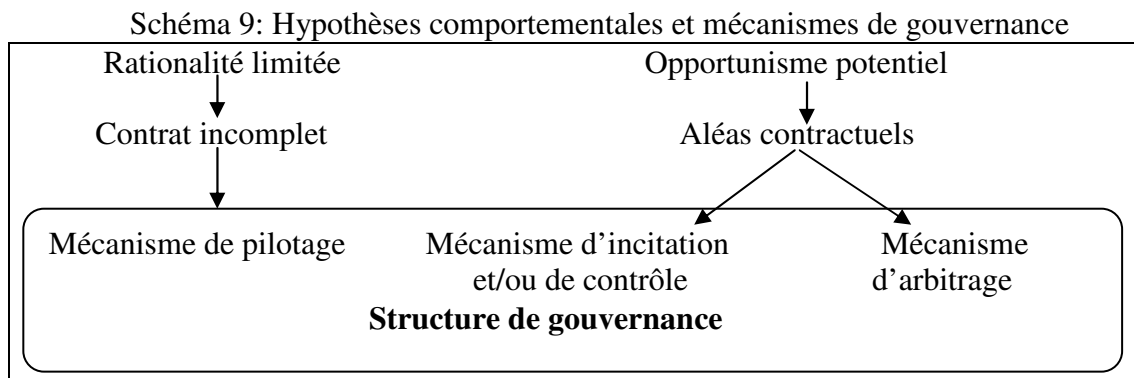 Schéma 9: Hypothèses comportementales et mécanismes de gouvernance
Rationalité limitée
Opportunisme potentiel
Contrat incomplet
Aléas contractuels
Mécanisme de pilotage
Mécanisme d’incitation
et/ou de contrôle
Mécanisme
d’arbitrage
Structure de gouvernance